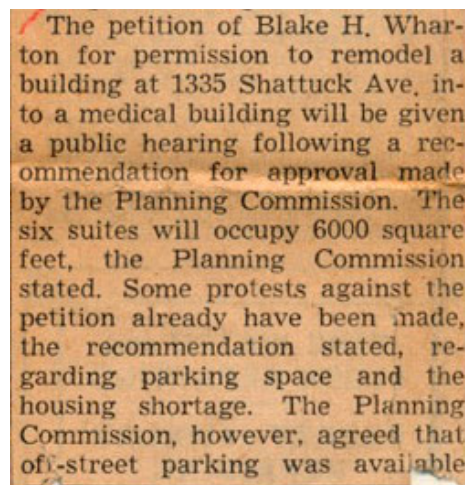 The petition of Blake H. Whar-
ton for permission to remodel a
building at 1335 Shattuck Ave. in-
to a medical building will be given
a public hearing following a rec-
ommendation for approval made
by the Planning Commission. The
six suites will occupy 6000 square
feet, the Planning Commission
stated. Some protests against the
petition already have been made,
the recommendation stated, re-
garding parking space and the
housing shortage. The Planning
Commission, however, agreed that
off-street parking was available